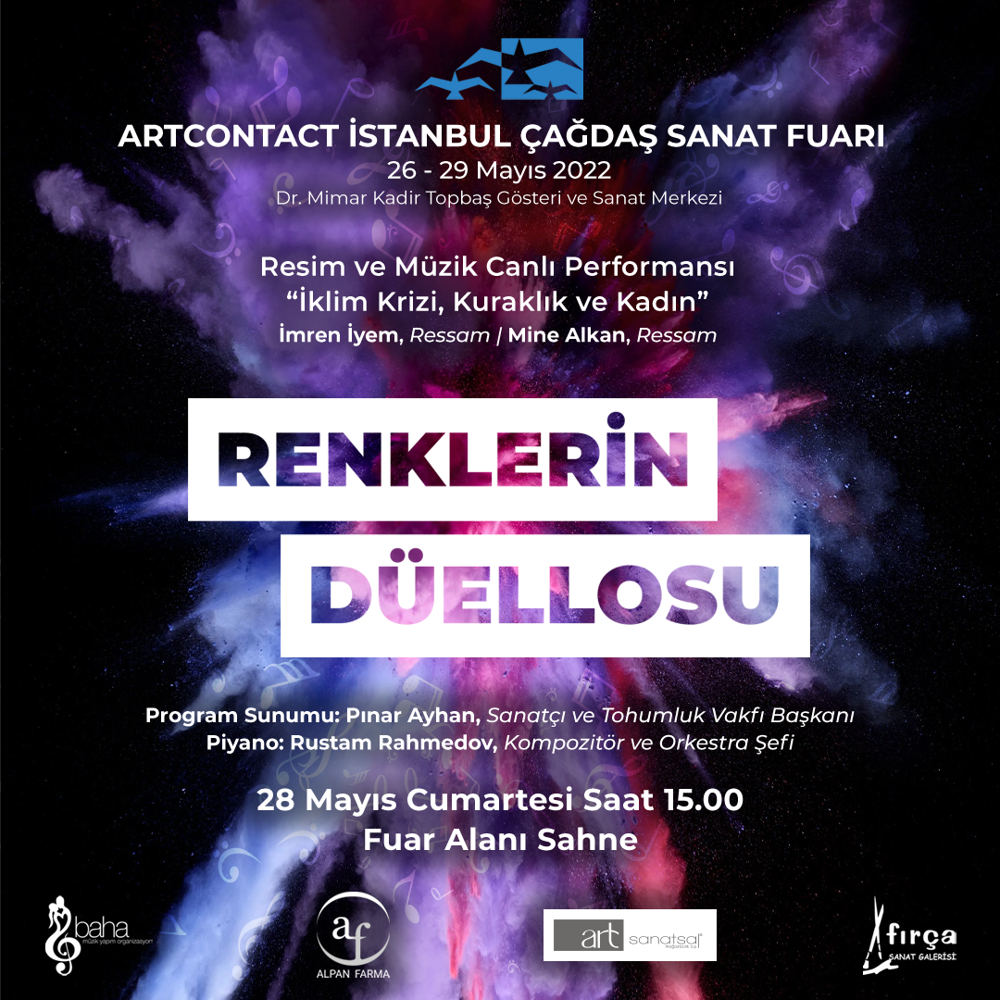 ARTCONTACT İSTANBUL ÇAĞDAŞ SANAT FUARI
26 - 29 Mayıs 2022
Dr. Mimar Kadir Topbaş Gösteri ve Sanat Merkezi
Resim ve Müzik Canlı Performansı
“İklim Krizi, Kuraklık ve Kadın”
İmren İyem, Ressam | Mine Alkan, Ressam
RENKLERİN
DÜELLOSU
Program Sunumu: Pınar Ayhan, Sanatçı ve Tohumluk Vakfı Başkanı
Piyano: Rustam Rahmedov, Kompozitör ve Orkestra Şefi
28 Mayıs Cumartesi Saat 15.00
Fuar Alanı Sahne
baha
müzik yapım organizasyon
af
ALPAN FARMA
art sanatsal
fırça
SANAT GALERİSİ